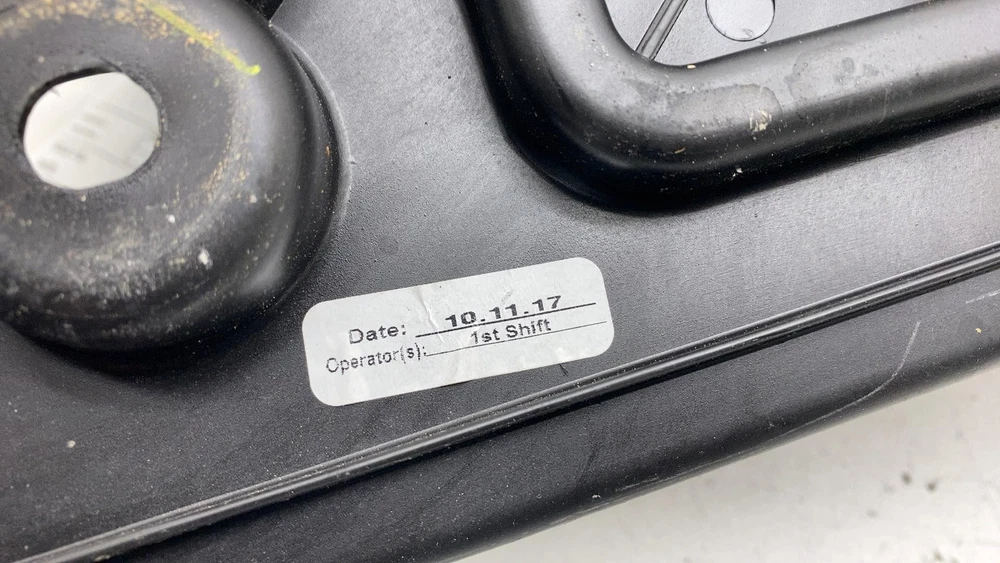 Date: 10.11.17
Operator(s): 1st Shift